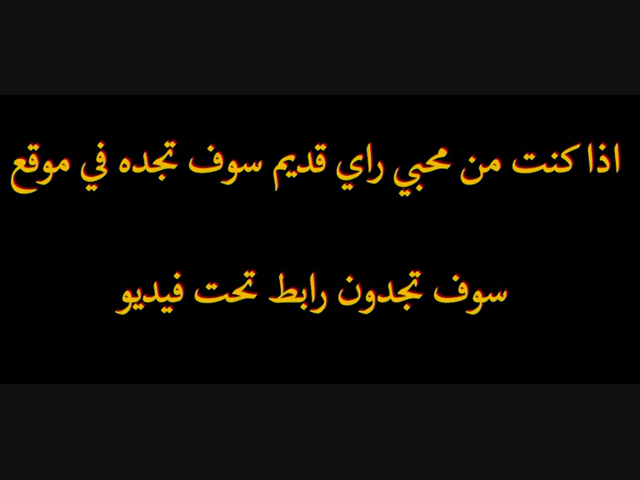 اذا كنت من محبي راي قديم سوف تجده في موقع
سوف تجدون رابط تحت فيديو